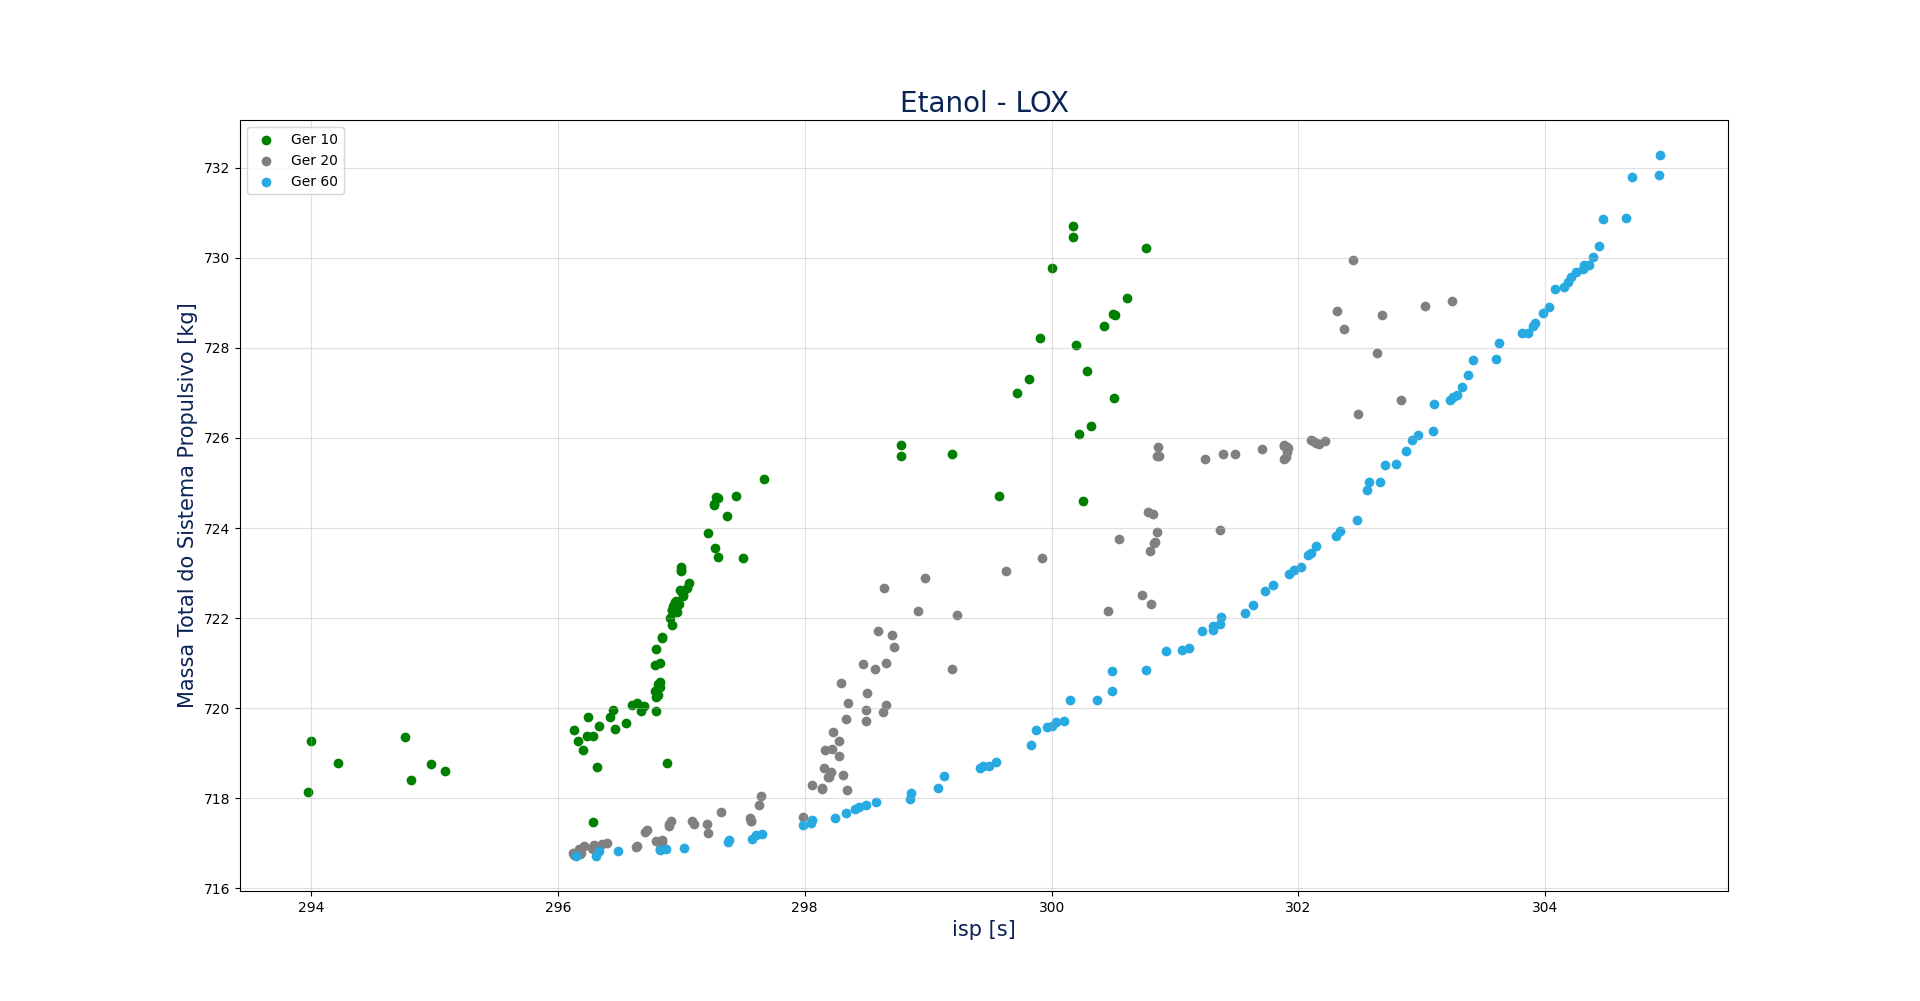 Etanol - LOX
Ger 10
Ger 20
Ger 60
Massa Total do Sistema Propulsivo [kg]
732
730
728
726
724
722
720
718
716
294 296 298 300 302 304
isp [s]